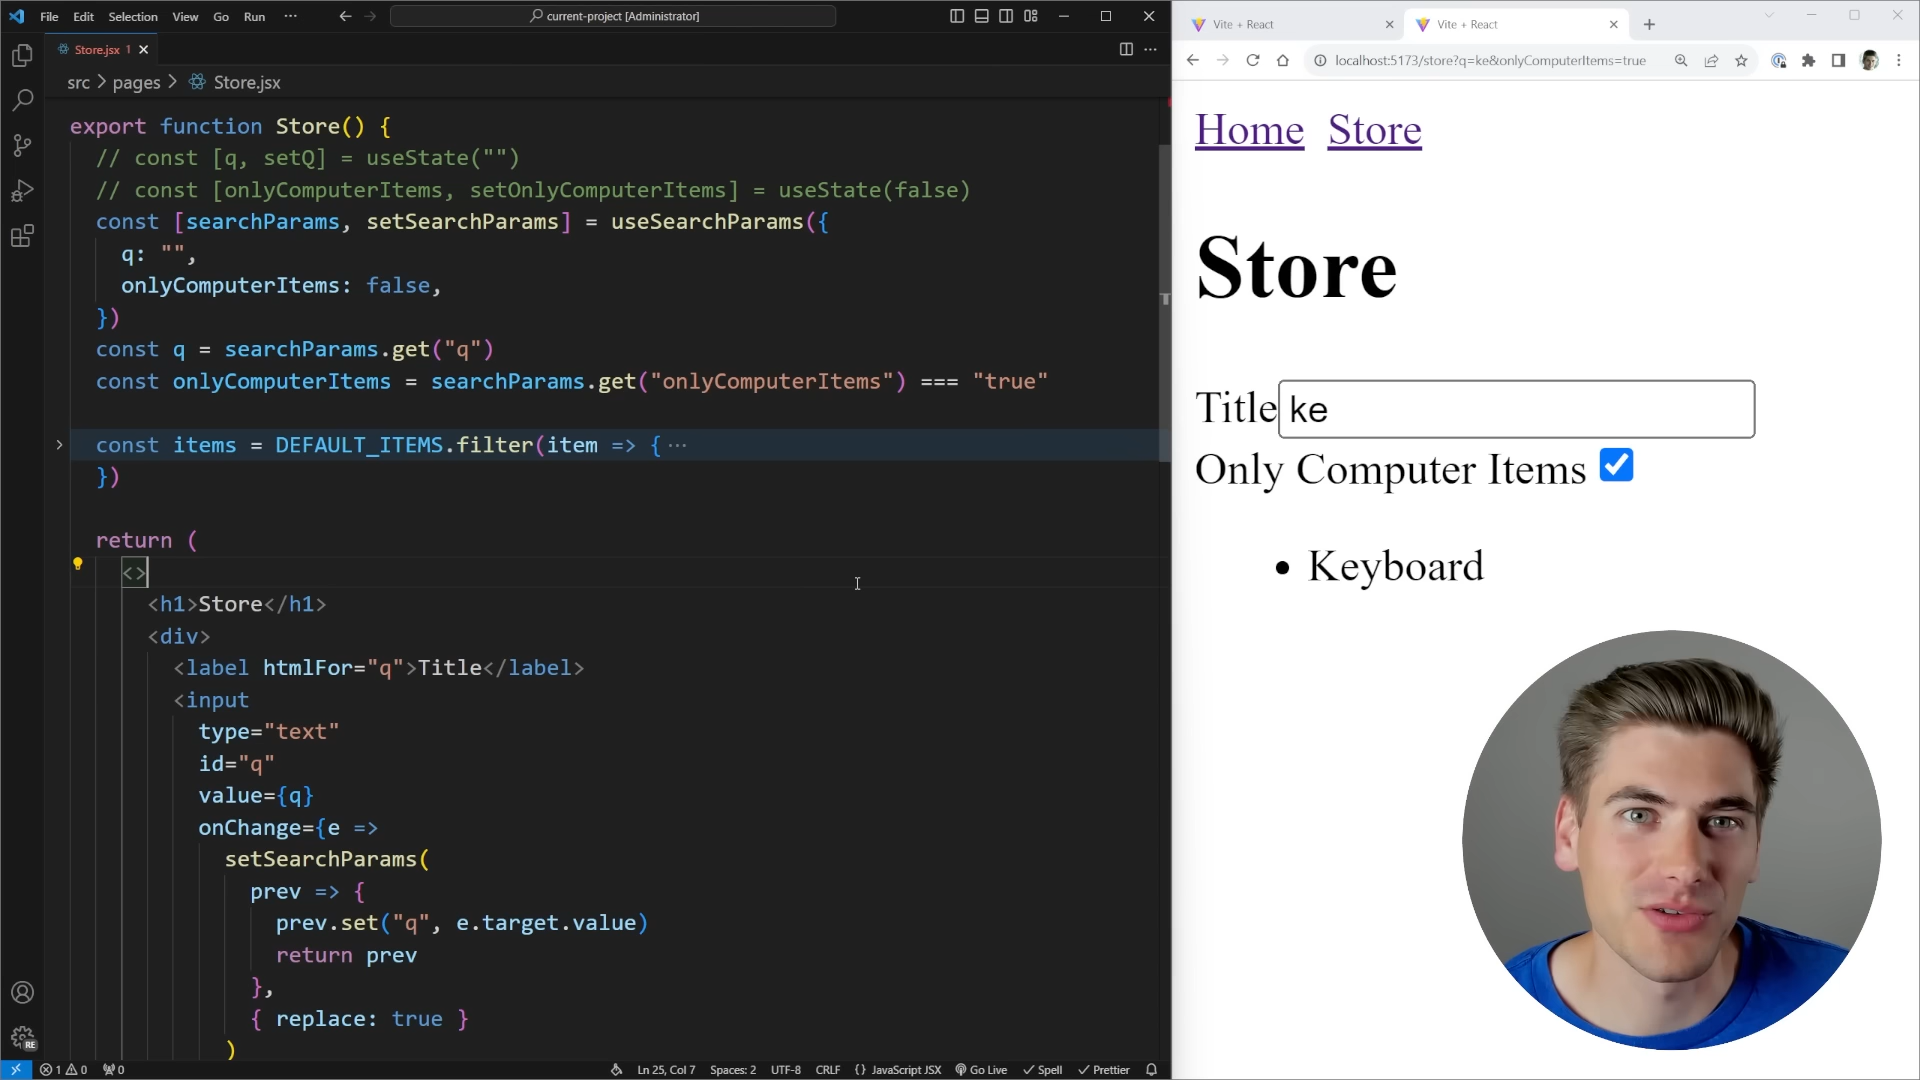 File Edit Selection View Go Run ···
current-project [Administrator]
Store.jsx 1
src > pages > Store.jsx
export function Store() {
// const [q, setQ] = useState("")
// const [onlyComputerItems, setOnlyComputerItems] = useState(false)
const [searchParams, setSearchParams] = useSearchParams({
q: "",
onlyComputerItems: false,
})
const q = searchParams.get("q")
const onlyComputerItems = searchParams.get("onlyComputerItems") === "true"
const items = DEFAULT_ITEMS.filter(item => { ···
})
return (
<>
<h1>Store</h1>
<div>
<label htmlFor="q">Title</label>
<input
type="text"
id="q"
value={q}
onChange={e =>
setSearchParams(
prev => {
prev.set("q", e.target.value)
return prev
},
{ replace: true }
)
RE
1 0 0
Ln 25, Col 7 Spaces: 2 UTF-8 CRLF {} JavaScript JSX Go Live Spell Prettier
Vite + React
Vite + React
localhost:5173/store?q=ke&onlyComputerItems=true
Home Store
Store
Title ke
Only Computer Items
• Keyboard